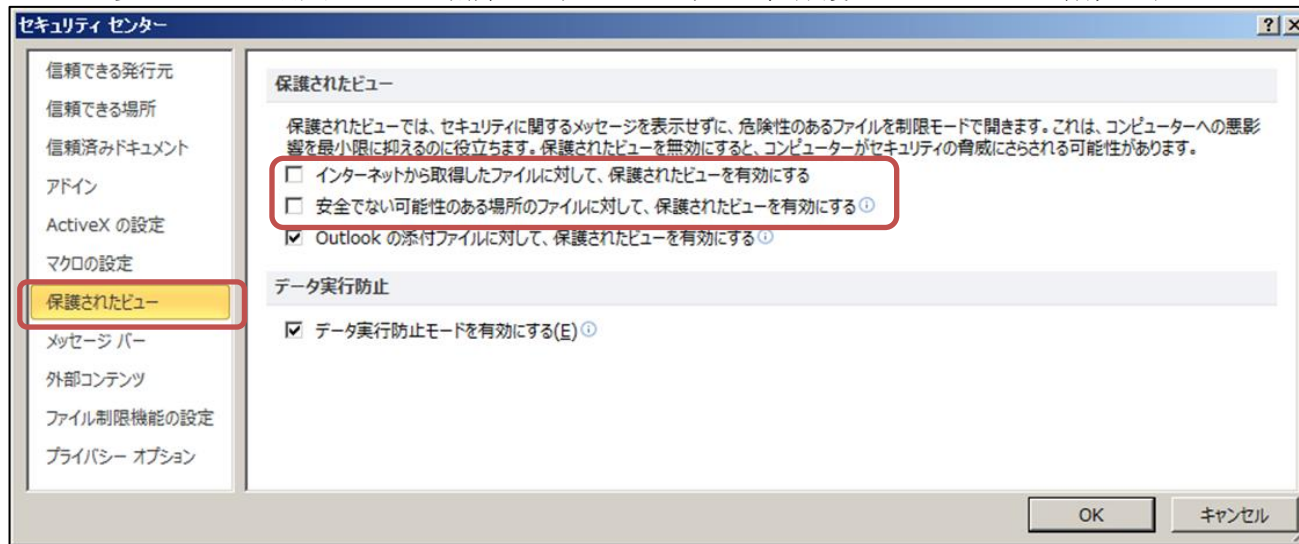 セキュリティ センター
信頼できる発行元
信頼できる場所
信頼済みドキュメント
アドイン
ActiveX の設定
マクロの設定
保護されたビュー
メッセージ バー
外部コンテンツ
ファイル制限機能の設定
プライバシー オプション
保護されたビュー
保護されたビューでは、セキュリティに関するメッセージを表示せずに、危険性のあるファイルを制限モードで開きます。これは、コンピューターへの悪影
響を最小限に抑えるのに役立ちます。保護されたビューを無効にすると、コンピューターがセキュリティの脅威にさらされる可能性があります。
インターネットから取得したファイルに対して、保護されたビューを有効にする
安全でない可能性のある場所のファイルに対して、保護されたビューを有効にする
Outlook の添付ファイルに対して、保護されたビューを有効にする
データ実行防止
データ実行防止モードを有効にする(E)
OK
キャンセル